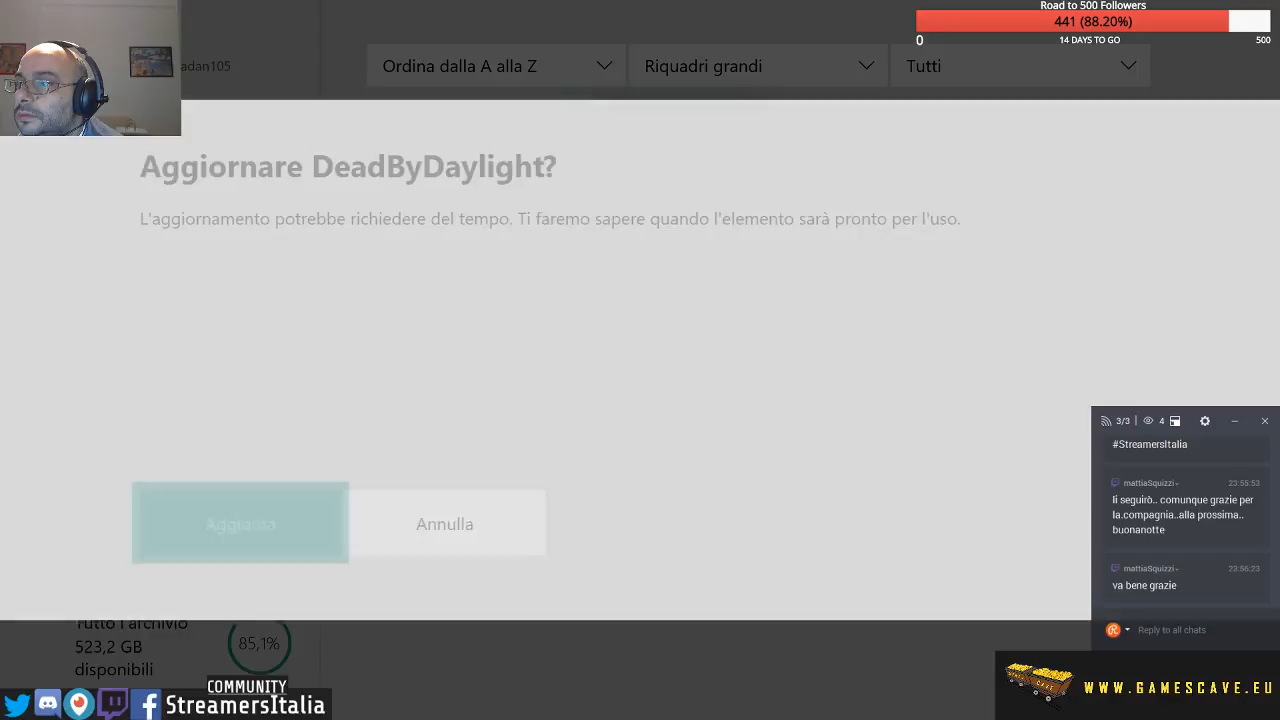 Road to 500 Followers
441 (88.20%)
0
14 DAYS TO GO
500
adan105
Ordina dalla A alla Z
Riquadri grandi
Tutti
Aggiornare DeadByDaylight?
L'aggiornamento potrebbe richiedere del tempo. Ti faremo sapere quando l'elemento sarà pronto per l'uso.
Aggiorna
Annulla
3/3
4
#StreamersItalia
mattiaSquizzi
23:55:53
li seguirò.. comunque grazie per
la.compagnia..alla prossima..
buonanotte
mattiaSquizzi
23:56:23
va bene grazie
Reply to all chats
Tutto l'archivio
523,2 GB
disponibili
85,1%
COMMUNITY
StreamersItalia
WWW.GAMESCAVE.EU